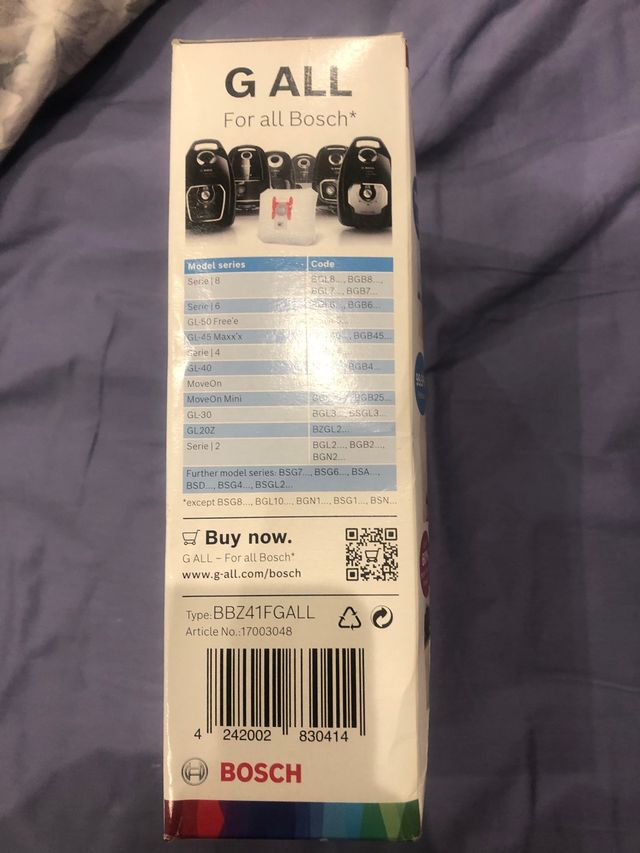 G ALL
For all Bosch*
Model series Code
Serie | 8 BGL8..., BGB8...,
BGL7..., BGB7...
Serie | 6 BGB6...
GL-50 Free'e
GL-45 Maxx'x BGB45...
Serie | 4
GL-40 BGB4...
MoveOn
MoveOn Mini BGB25...
GL-30 BGL3..., BSGL3...
GL20Z BZGL2...
Serie | 2 BGL2..., BGB2...,
BGN2...
Further model series: BSG7..., BSG6..., BSA...,
BSD..., BSG4..., BSGL2...
*except BSG8..., BGL10..., BGN1..., BSG1..., BSN...
Buy now.
G ALL – For all Bosch*
www.g-all.com/bosch
Type: BBZ41FGALL
Article No.:17003048
4 242002 830414
BOSCH